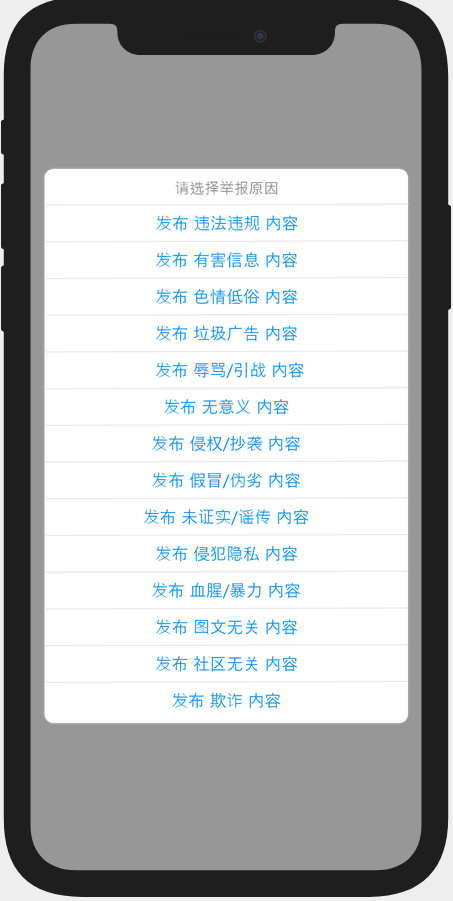 请选择举报原因
发布 违法违规 内容
发布 有害信息 内容
发布 色情低俗 内容
发布 垃圾广告 内容
发布 辱骂/引战 内容
发布 无意义 内容
发布 侵权/抄袭 内容
发布 假冒/伪劣 内容
发布 未证实/谣传 内容
发布 侵犯隐私 内容
发布 血腥/暴力 内容
发布 图文无关 内容
发布 社区无关 内容
发布 欺诈 内容